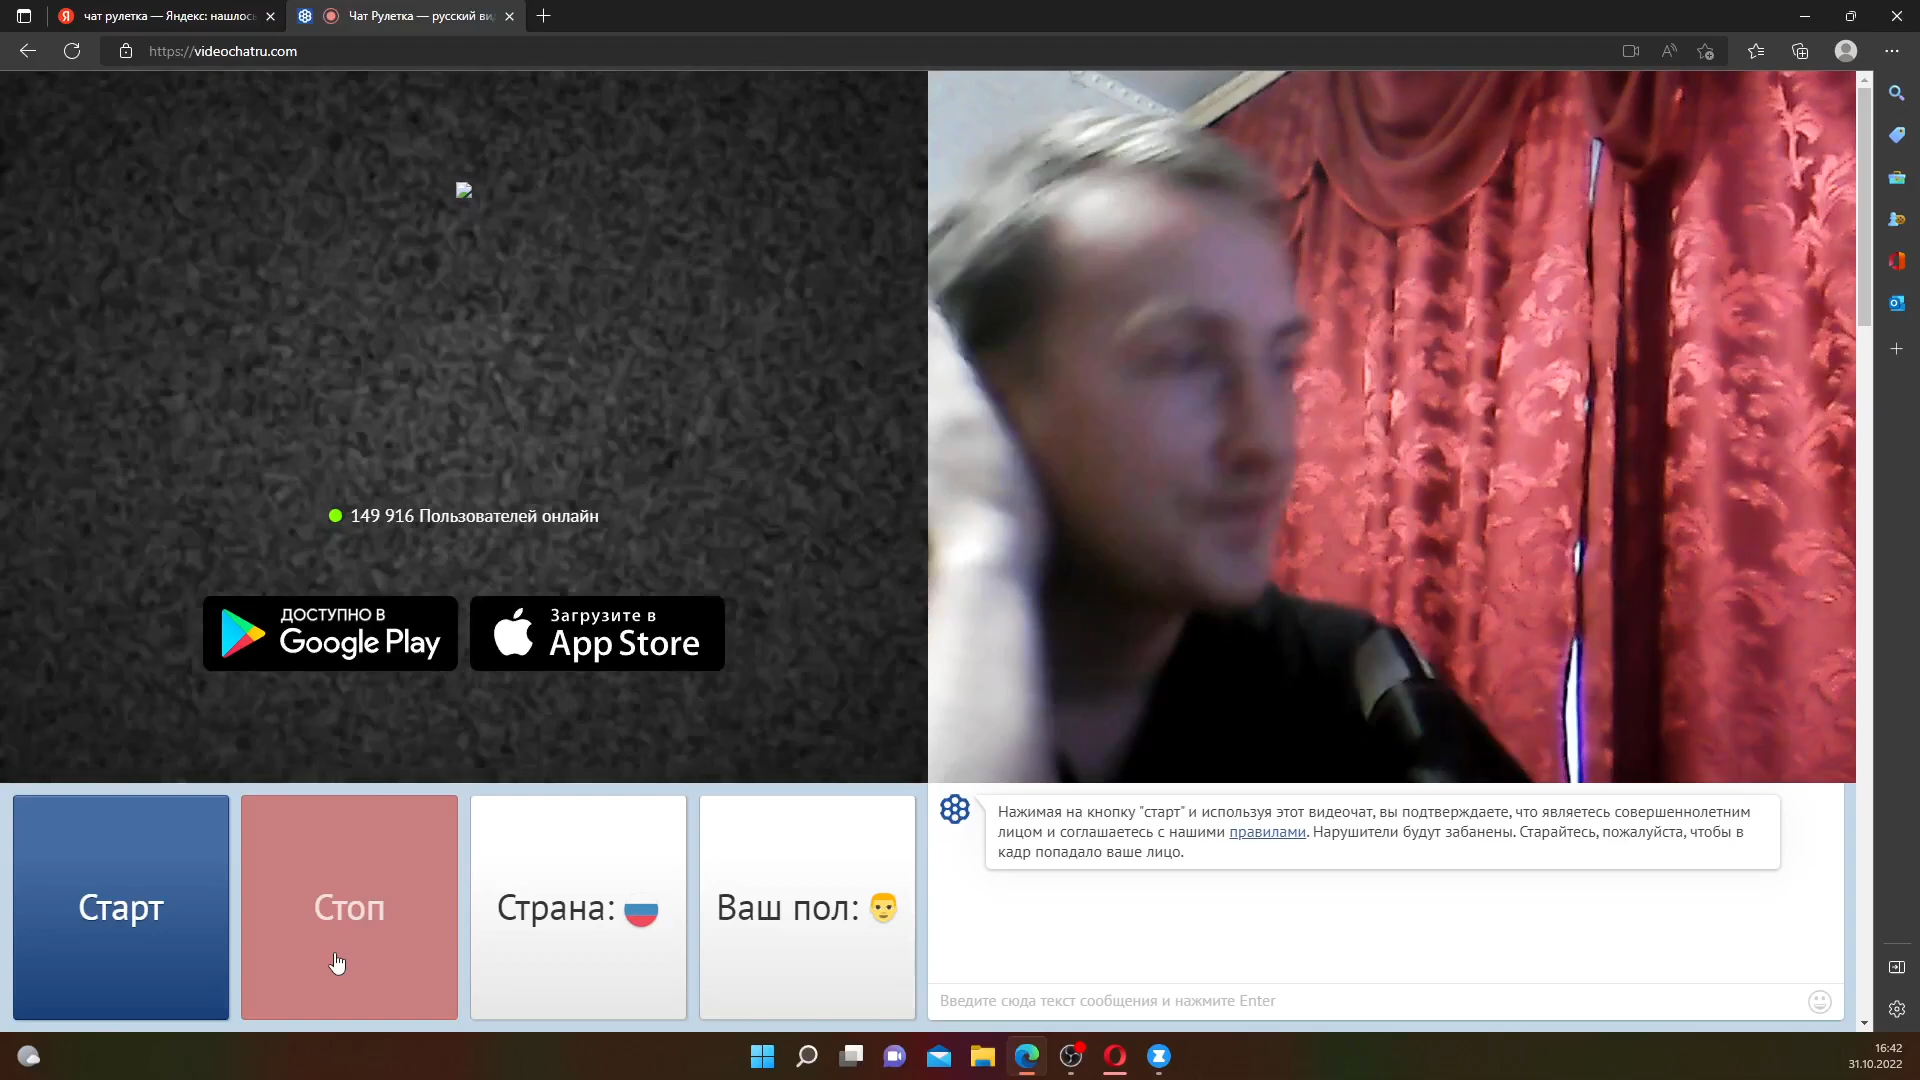 чат рулетка — Яндекс: нашлось
Чат Рулетка — русский ви
https://videochatru.com
149 916 Пользователей онлайн
ДОСТУПНО В
Google Play
Загрузите в
App Store
Старт
Стоп
Страна:
Ваш пол:
Нажимая на кнопку "старт" и используя этот видеочат, вы подтверждаете, что являетесь совершеннолетним
лицом и соглашаетесь с нашими правилами. Нарушители будут забанены. Старайтесь, пожалуйста, чтобы в
кадр попадало ваше лицо.
Введите сюда текст сообщения и нажмите Enter
16:42
31.10.2022